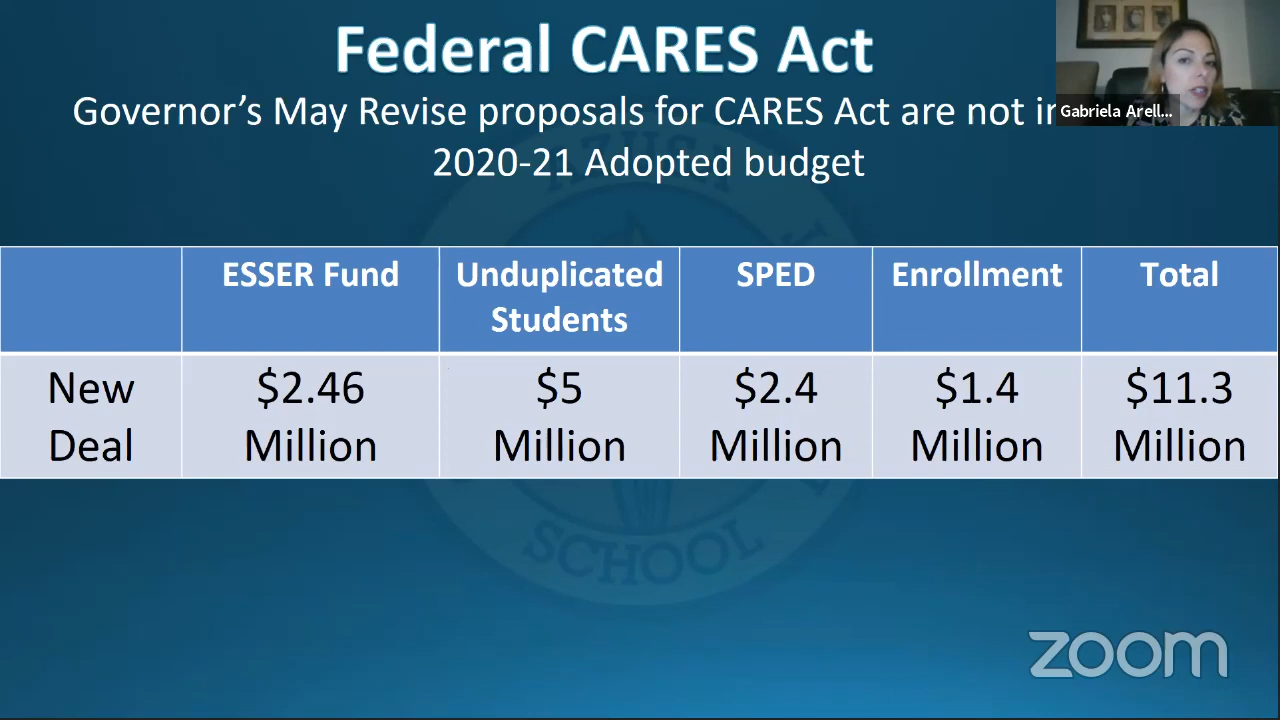 Federal CARES Act
Governor's May Revise proposals for CARES Act are not
2020-21 Adopted budget
Gabriela Arell...
ESSER Fund
Unduplicated
Students
SPED
Enrollment
Total
New
Deal
$2.46
Million
$5
Million
$2.4
Million
$1.4
Million
$11.3
Million
SCHOOL
zoom